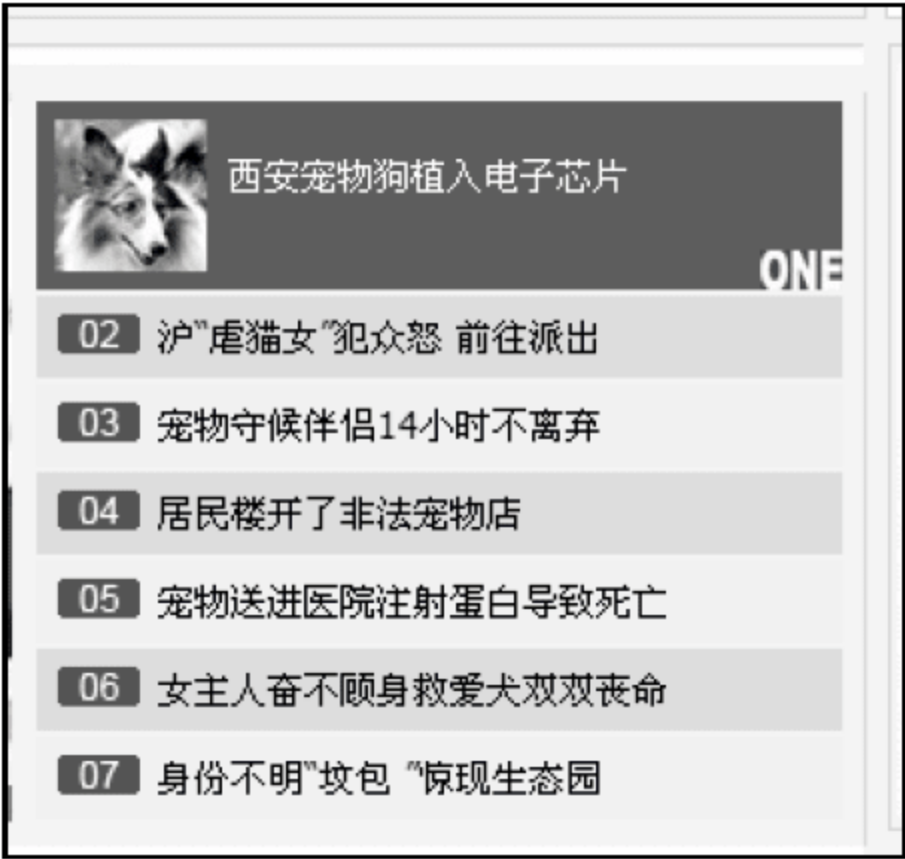 西安宠物狗植入电子芯片
ONE
02 沪"虐猫女"犯众怒 前往派出
03 宠物守候伴侣14小时不离弃
04 居民楼开了非法宠物店
05 宠物送进医院注射蛋白导致死亡
06 女主人奋不顾身救爱犬双双丧命
07 身份不明"坟包 "惊现生态园